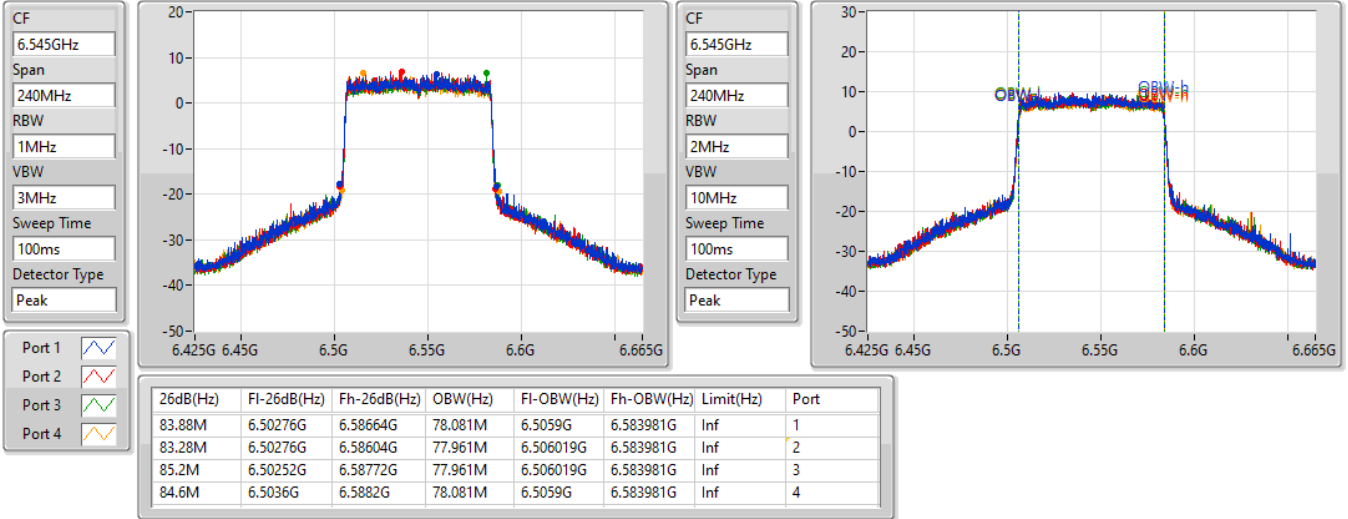 CF
6.545GHz
Span
240MHz
RBW
1MHz
VBW
3MHz
Sweep Time
100ms
Detector Type
Peak
20
10
0
-10
-20
-30
-40
-50
6.425G 6.45G 6.5G 6.55G 6.6G 6.665G
CF
6.545GHz
Span
240MHz
RBW
2MHz
VBW
10MHz
Sweep Time
100ms
Detector Type
Peak
30
20
10
0
-10
-20
-30
-40
-50
OBW-l OBW-h
6.425G 6.45G 6.5G 6.55G 6.6G 6.665G
Port 1
Port 2
Port 3
Port 4
26dB(Hz) Fl-26dB(Hz) Fh-26dB(Hz) OBW(Hz) Fl-OBW(Hz) Fh-OBW(Hz) Limit(Hz) Port
83.88M 6.50276G 6.58664G 78.081M 6.5059G 6.583981G Inf 1
83.28M 6.50276G 6.58604G 77.961M 6.506019G 6.583981G Inf 2
85.2M 6.50252G 6.58772G 77.961M 6.506019G 6.583981G Inf 3
84.6M 6.5036G 6.5882G 78.081M 6.5059G 6.583981G Inf 4